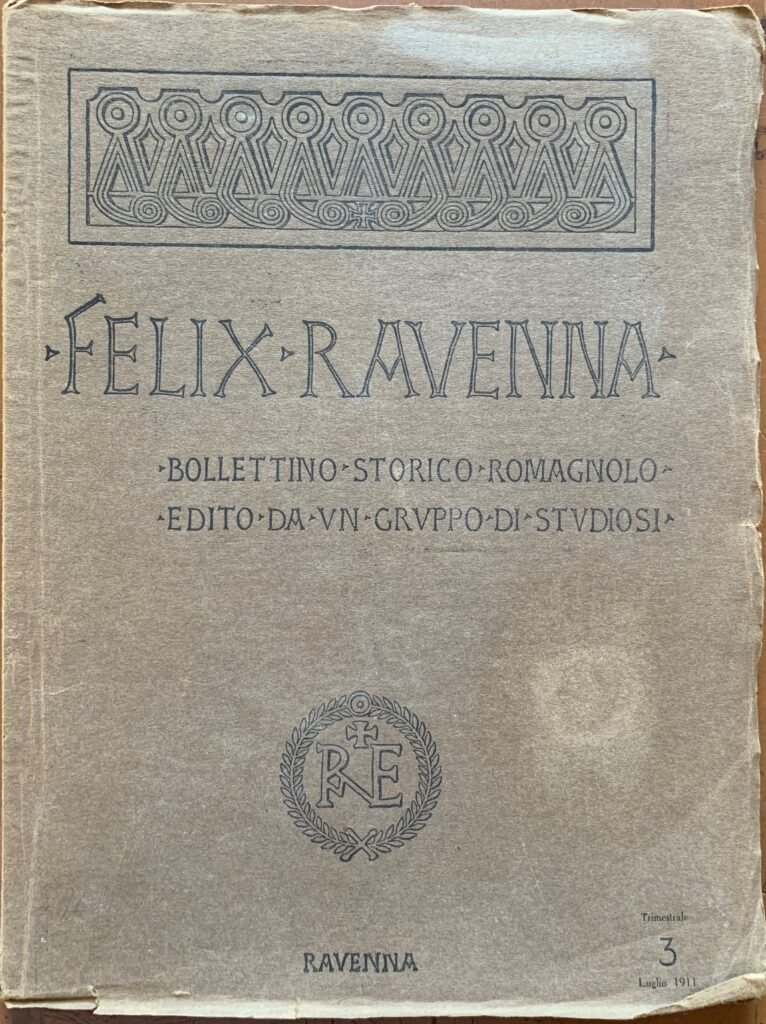 ·FELIX·RAVENNA·
·BOLLETTINO·STORICO·ROMAGNOLO·
·EDITO·DA·VN·GRVPPO·DI·STVDIOSI·
RAVENNA
Trimestrale
3
Luglio 1911